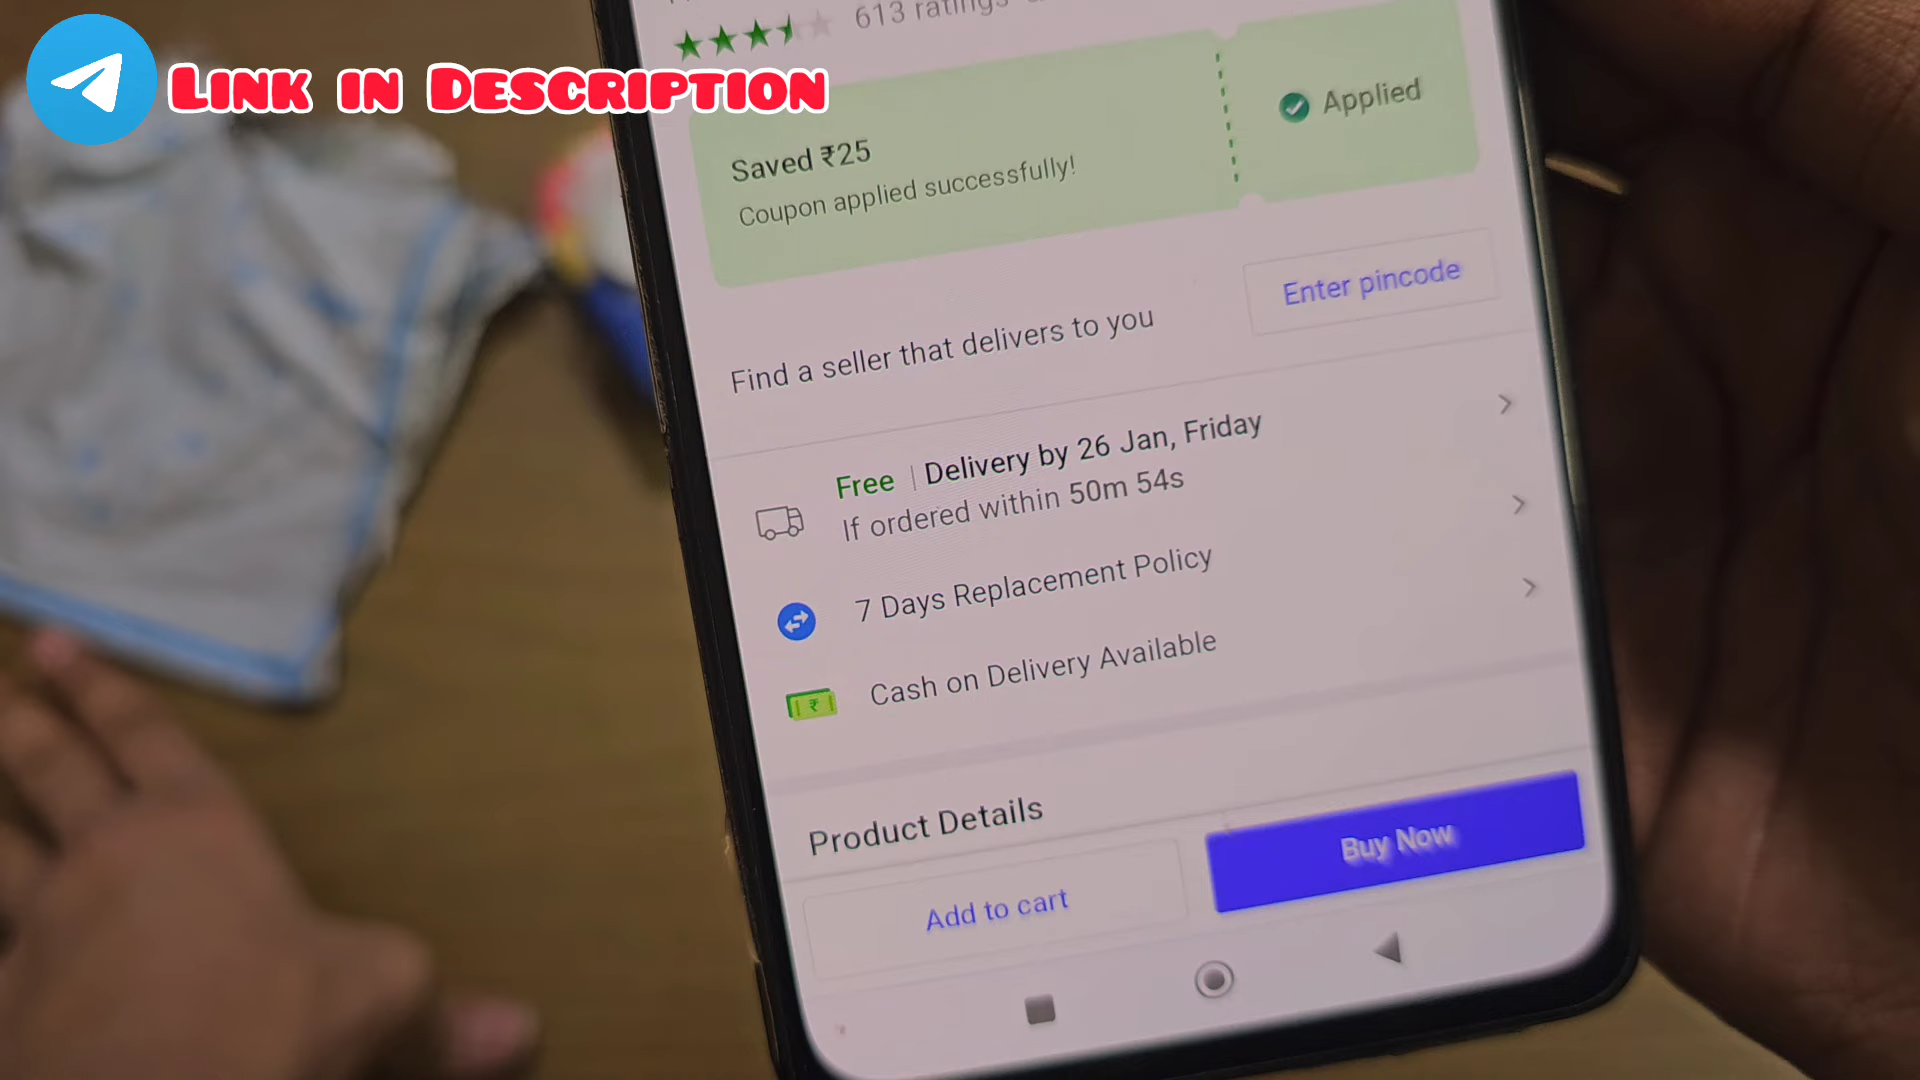 LINK IN DESCRIPTION
613 ratings
Saved ₹25
Coupon applied successfully!
Applied
Enter pincode
Find a seller that delivers to you
Free | Delivery by 26 Jan, Friday
If ordered within 50m 54s
7 Days Replacement Policy
₹
Cash on Delivery Available
Product Details
Add to cart
Buy Now